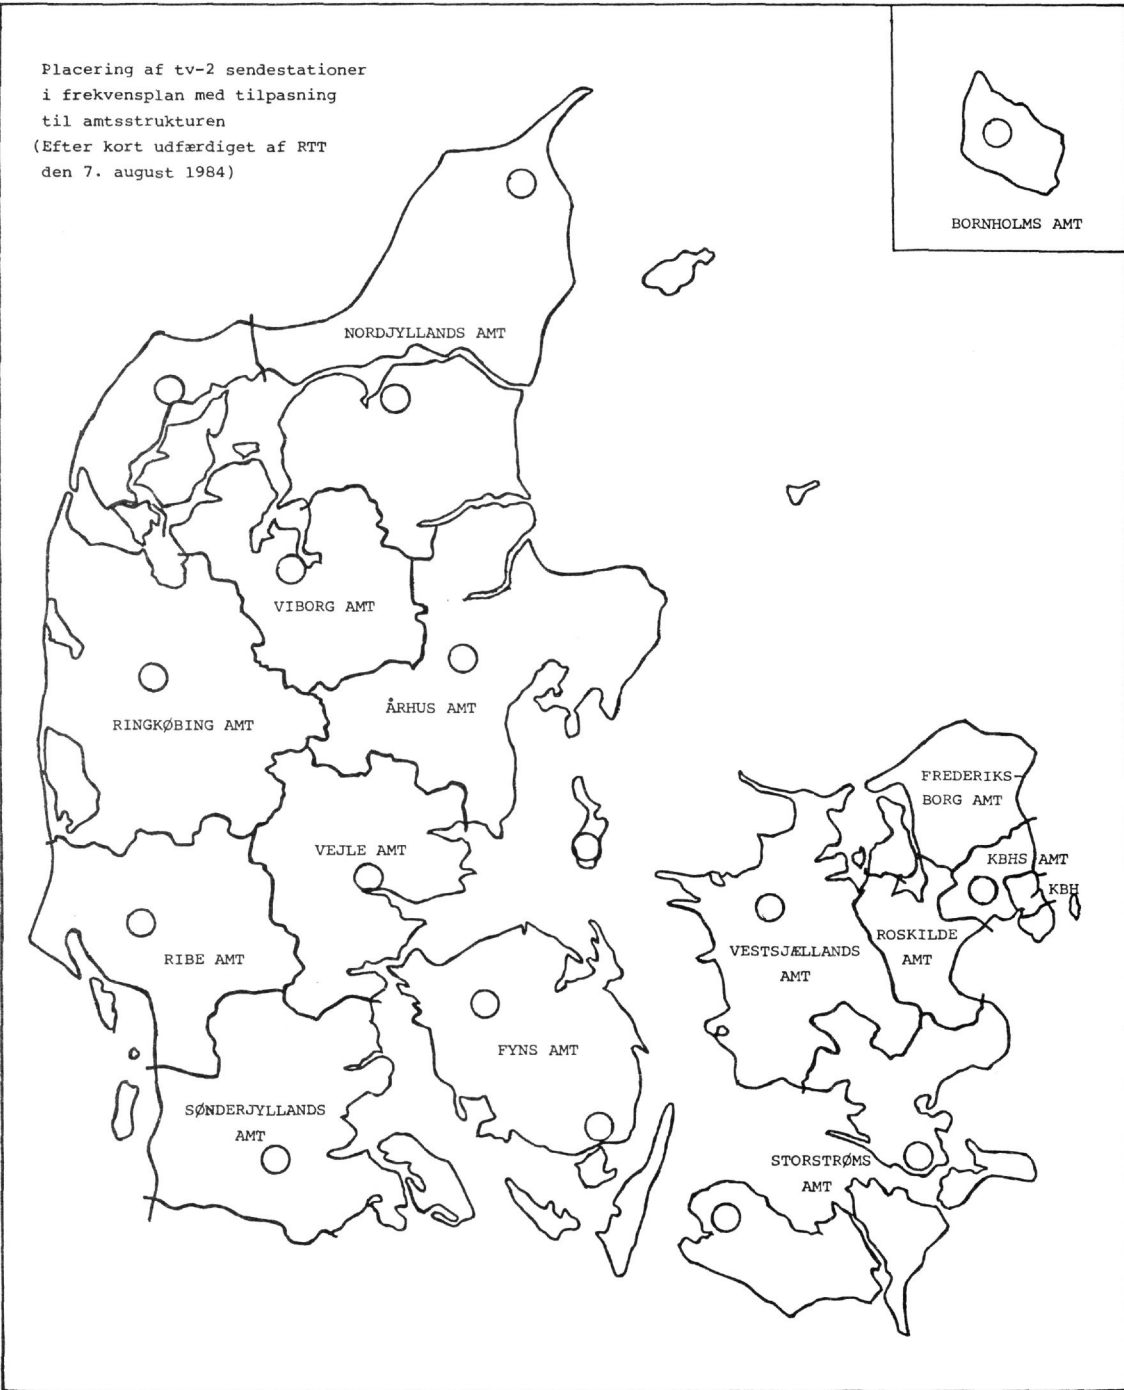 Placering af tv-2 sendestationer
i frekvensplan med tilpasning
til amtsstrukturen
(Efter kort udfærdiget af RTT
den 7. august 1984)
BORNHOLMS AMT
NORDJYLLANDS AMT
VIBORG AMT
RINGKØBING AMT
ÅRHUS AMT
FREDERIKS-
BORG AMT
KBHS AMT
KBH
VEJLE AMT
RIBE AMT
VESTSJÆLLANDS
AMT
ROSKILDE
AMT
FYNS AMT
SØNDERJYLLANDS
AMT
STORSTRØMS
AMT